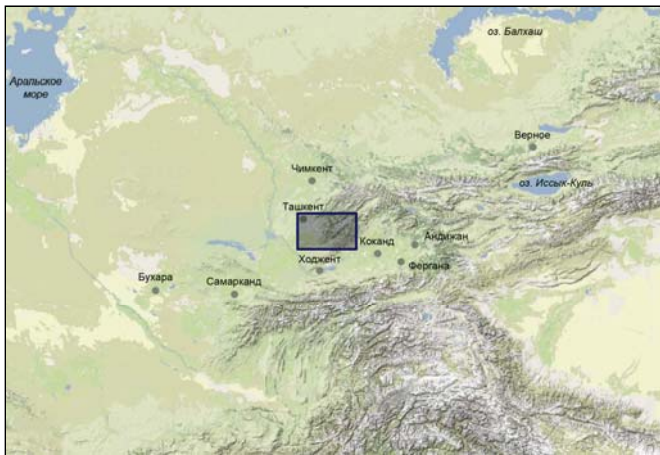 оз. Балхаш
Аральское
море
Верное
Чимкент
оз. Иссык-Куль
Ташкент
Андижан
Коканд
Ходжент
Фергана
Бухара
Самарканд